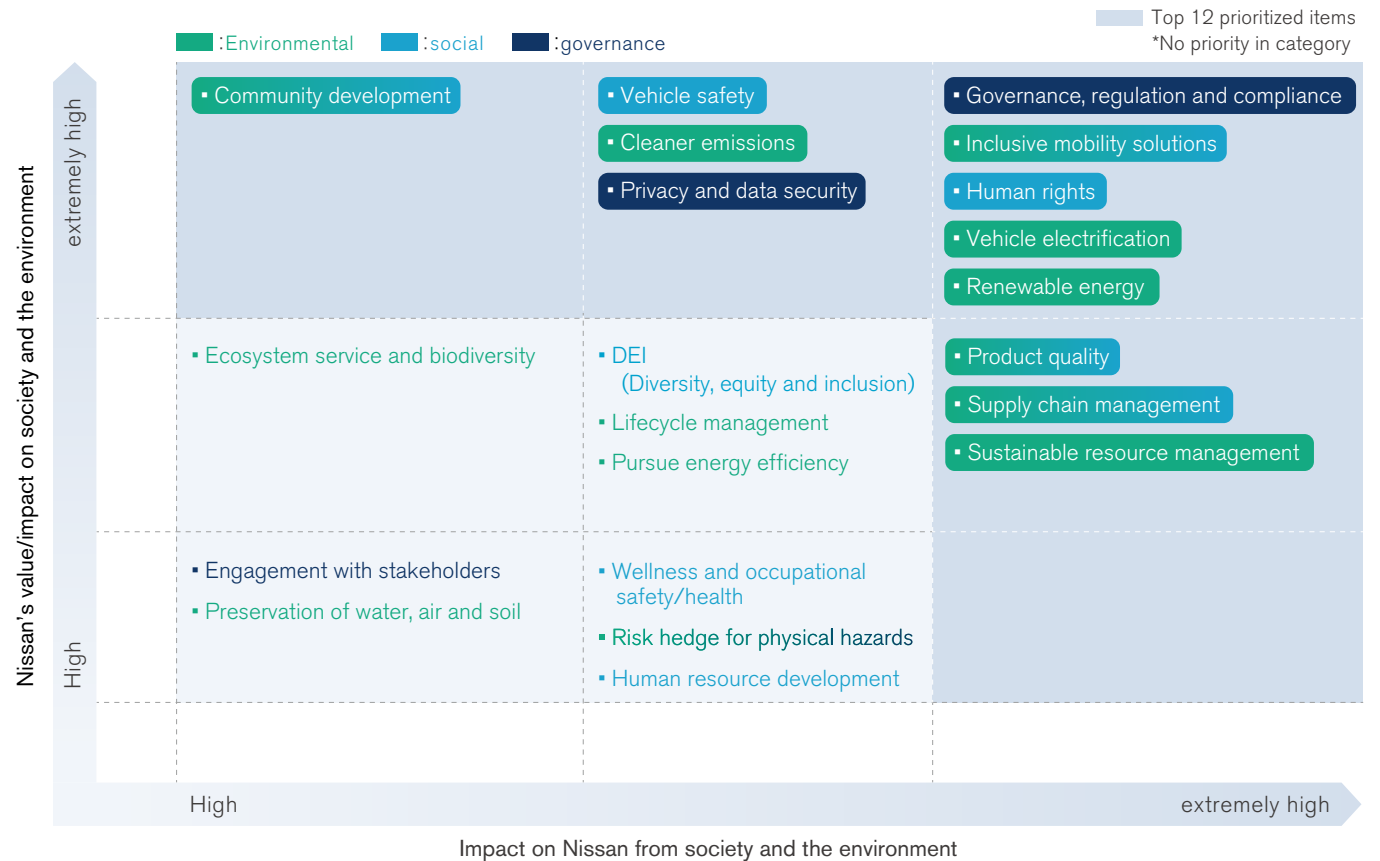 Top 12 prioritized items
*No priority in category
:Environmental :social :governance
Nissan's value/impact on society and the environment
extremely high
High
▪ Community development
▪ Vehicle safety
▪ Cleaner emissions
▪ Privacy and data security
▪ Governance, regulation and compliance
▪ Inclusive mobility solutions
▪ Human rights
▪ Vehicle electrification
▪ Renewable energy
▪ Ecosystem service and biodiversity
▪ DEI
(Diversity, equity and inclusion)
▪ Lifecycle management
▪ Pursue energy efficiency
▪ Product quality
▪ Supply chain management
▪ Sustainable resource management
▪ Engagement with stakeholders
▪ Preservation of water, air and soil
▪ Wellness and occupational
safety/health
▪ Risk hedge for physical hazards
▪ Human resource development
High
extremely high
Impact on Nissan from society and the environment